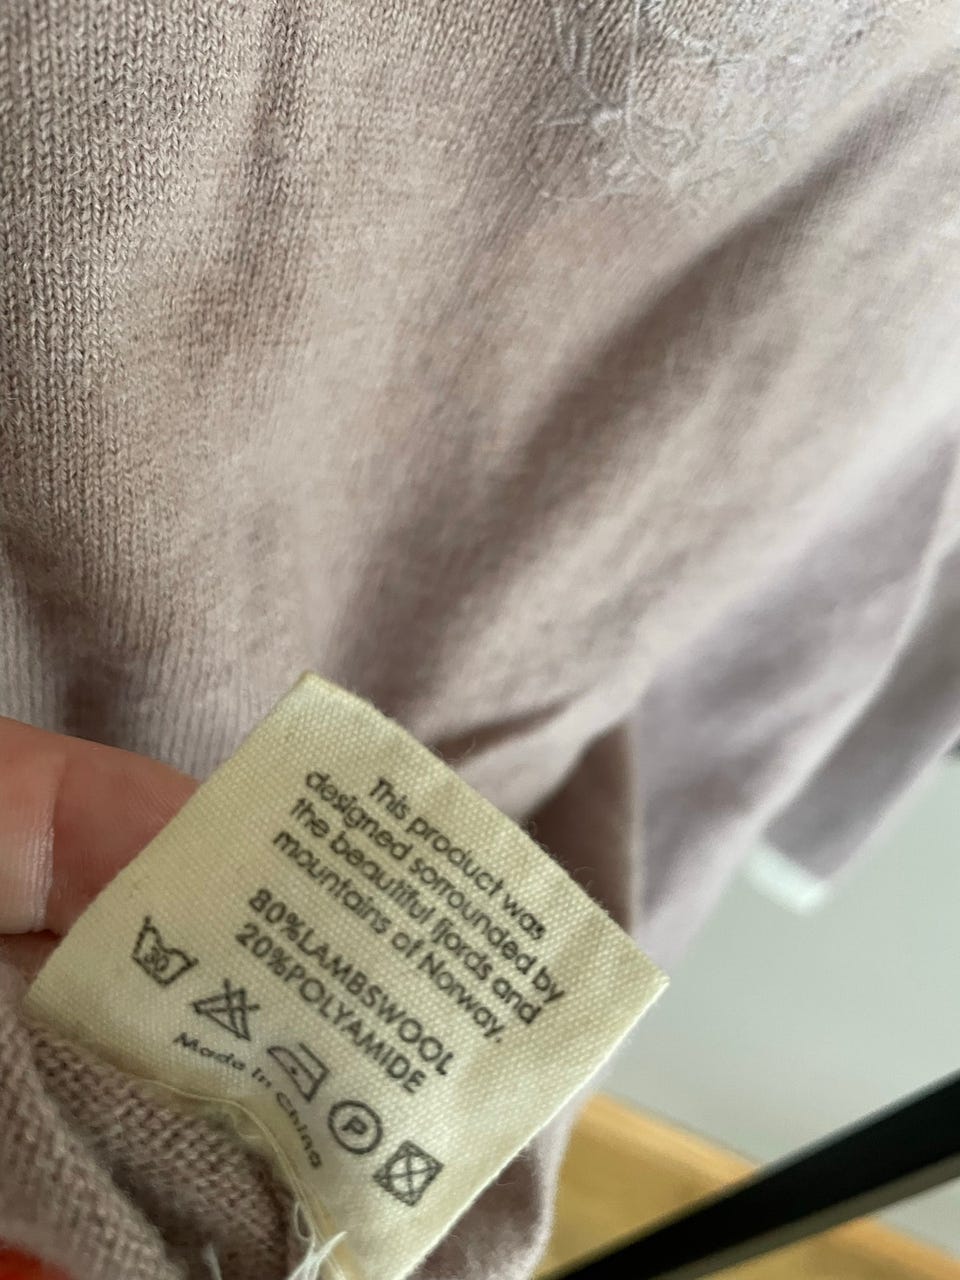 This product was
designed sorrounded by
the beautiful fjords and
mountains of Norway.
80%LAMBSWOOL
20%POLYAMIDE
30
P
Made in China